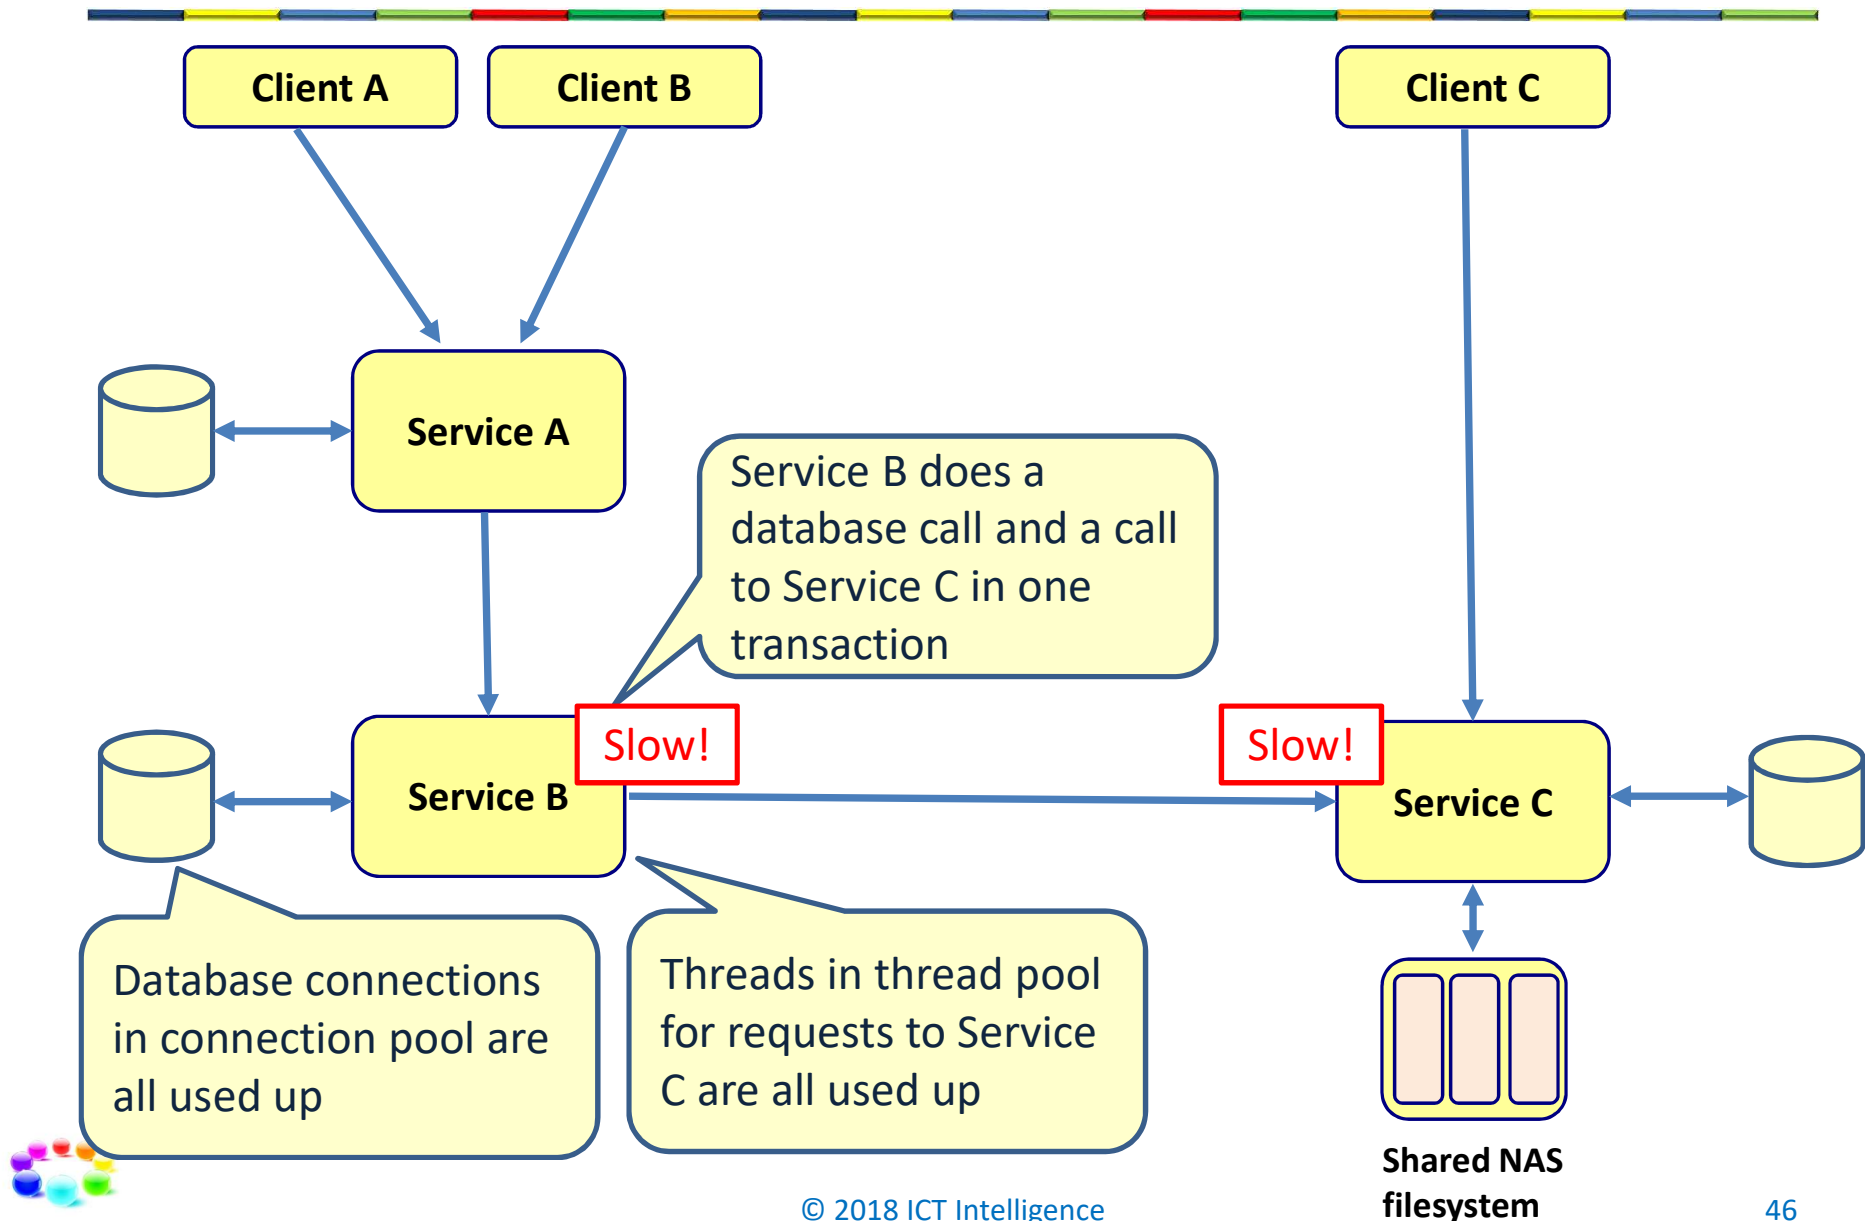 Client A
Client B
Client C
Service A
Service B does a
database call and a call
to Service C in one
transaction
Slow!
Slow!
Service B
Service C
Database connections
in connection pool are
all used up
Threads in thread pool
for requests to Service
C are all used up
Shared NAS
filesystem
© 2018 ICT Intelligence
46